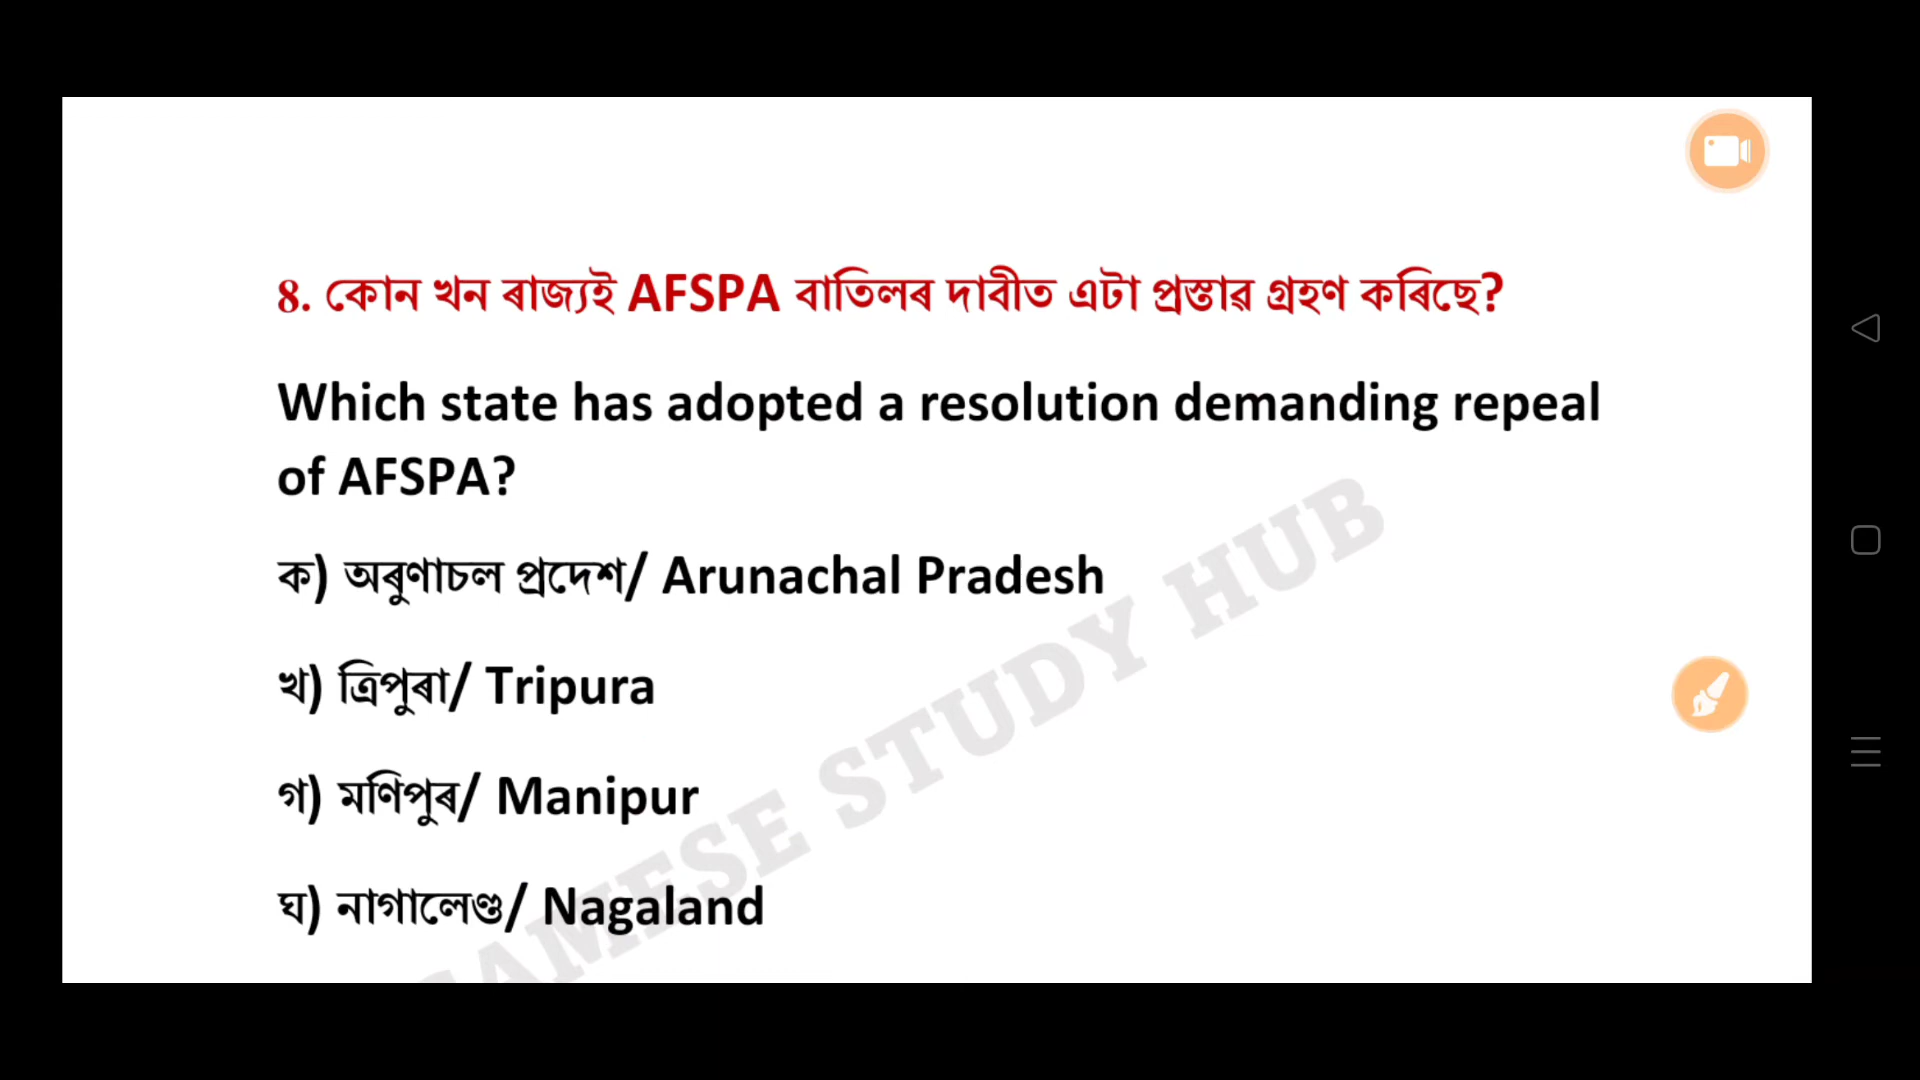 8. কোন খন ৰাজ্যই AFSPA বাতিলৰ দাবীত এটা প্ৰস্তাৱ গ্ৰহণ কৰিছে?
Which state has adopted a resolution demanding repeal
of AFSPA?
ক) অৰুণাচল প্ৰদেশ/ Arunachal Pradesh
খ) ত্ৰিপুৰা/ Tripura
গ) মণিপুৰ/ Manipur
ঘ) নাগালেণ্ড/ Nagaland
STUDY HUB